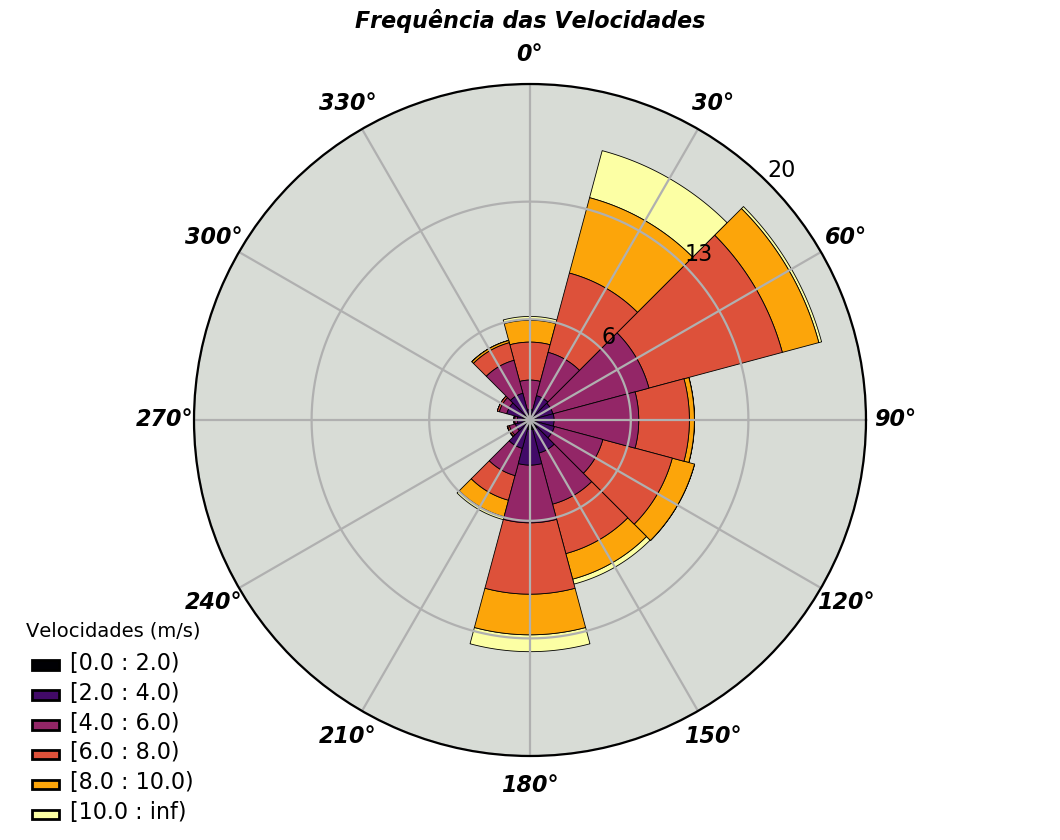 Frequência das Velocidades
0°
330°
30°
20
300°
60°
13
6
270°
90°
240°
120°
210°
150°
180°
Velocidades (m/s)
[0.0 : 2.0)
[2.0 : 4.0)
[4.0 : 6.0)
[6.0 : 8.0)
[8.0 : 10.0)
[10.0 : inf)